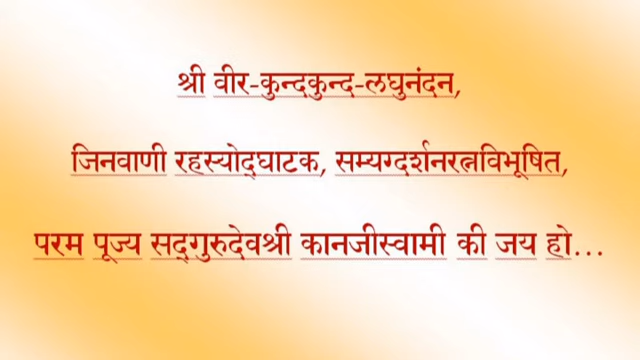 श्री वीर-कुन्दकुन्द-लघुनंदन,
जिनवाणी रहस्योद्घाटक, सम्यग्दर्शनरत्नविभूषित,
परम पूज्य सद्गुरुदेवश्री कानजीस्वामी की जय हो...